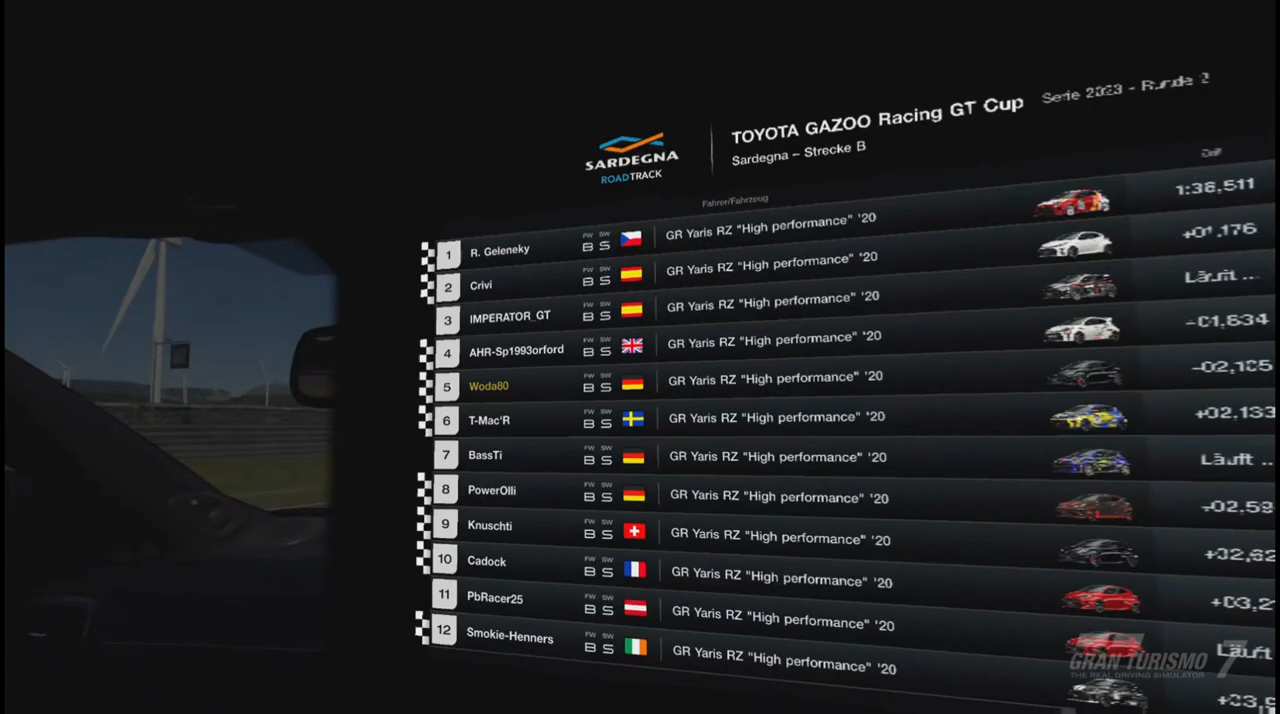 TOYOTA GAZOO Racing GT Cup Serie 2023 - Runde 2
SARDEGNA
ROADTRACK
Sardegna – Strecke B
Fahrer/Fahrzeug Zeit
1 R. Geleneky FW B SW S GR Yaris RZ "High performance" '20 1:38,511
2 Crivi FW B SW S GR Yaris RZ "High performance" '20 +01,176
3 IMPERATOR_GT FW B SW S GR Yaris RZ "High performance" '20 Läuft ...
4 AHR-Sp1993orford FW B SW S GR Yaris RZ "High performance" '20 +01,634
5 Woda80 FW B SW S GR Yaris RZ "High performance" '20
6 T-Mac'R FW B SW S GR Yaris RZ "High performance" '20 +02,133
7 BassTi FW B SW S GR Yaris RZ "High performance" '20 Läuft ...
8 PowerOlli FW B SW S GR Yaris RZ "High performance" '20
9 Knuschti FW B SW S GR Yaris RZ "High performance" '20
10 Cadock FW B SW S GR Yaris RZ "High performance" '20
11 PbRacer25 FW B SW S GR Yaris RZ "High performance" '20 Läuft
12 Smokie-Henners FW B SW S GR Yaris RZ "High performance" '20
GRAN TURISMO 7
THE REAL DRIVING SIMULATOR